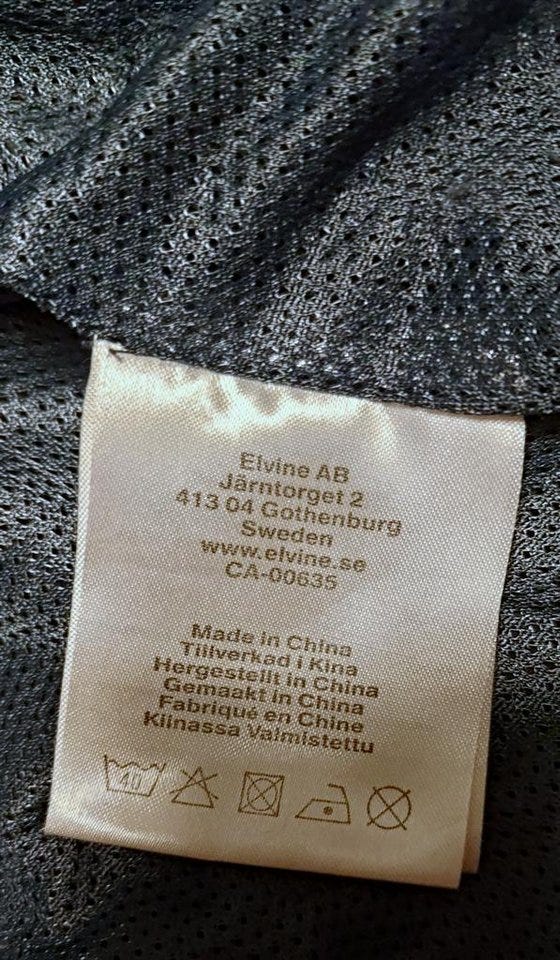 Elvine AB
Järntorget 2
413 04 Gothenburg
Sweden
www.elvine.se
CA-00635
Made in China
Tillverkad i Kina
Hergestellt in China
Gemaakt in China
Fabriqué en Chine
Kiinassa Valmistettu
40